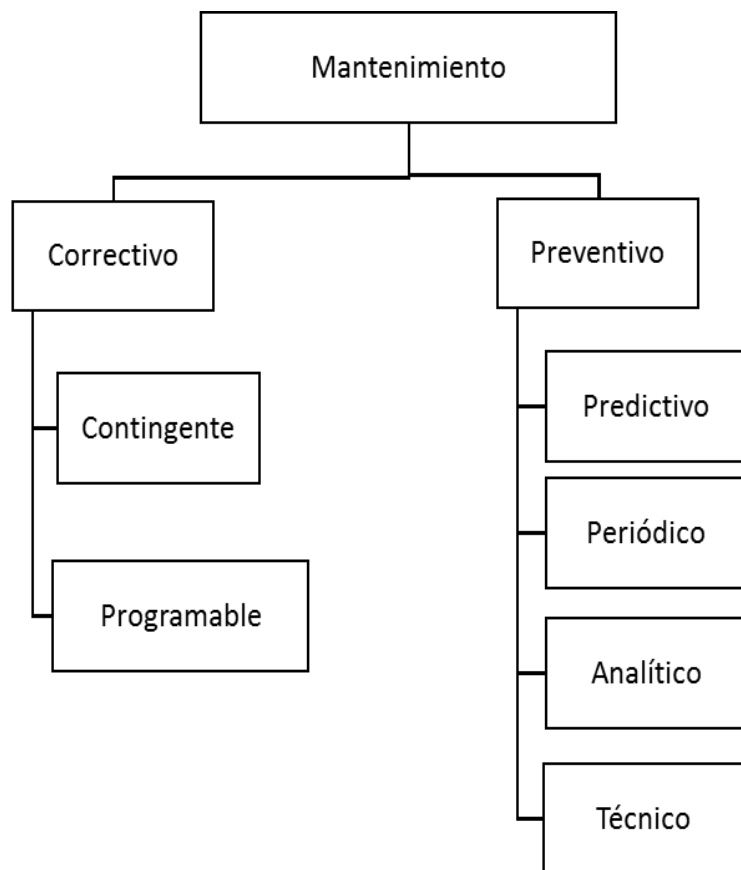 Mantenimiento
Correctivo
Preventivo
Contingente
Programable
Predictivo
Periódico
Analítico
Técnico